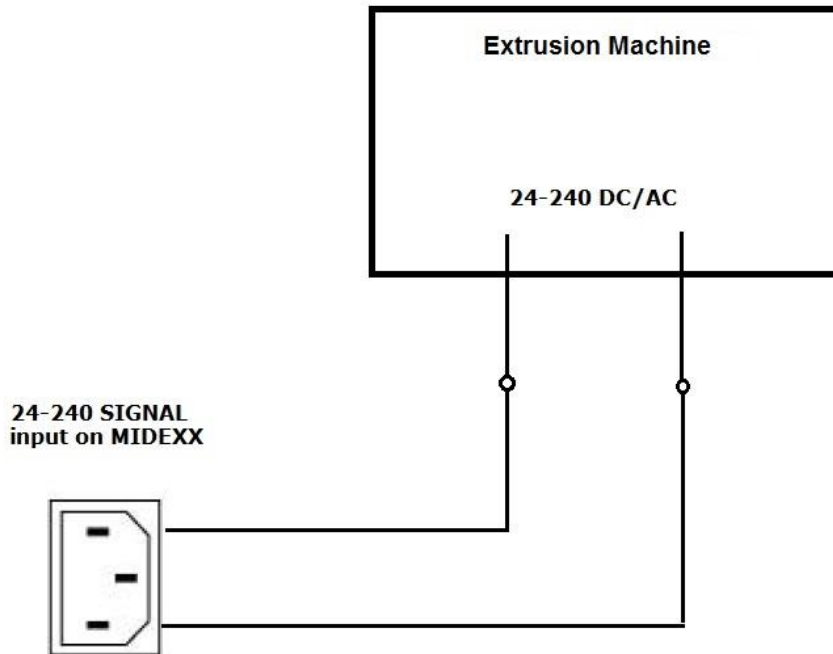 Extrusion Machine
24-240 DC/AC
24-240 SIGNAL
input on MIDEXX